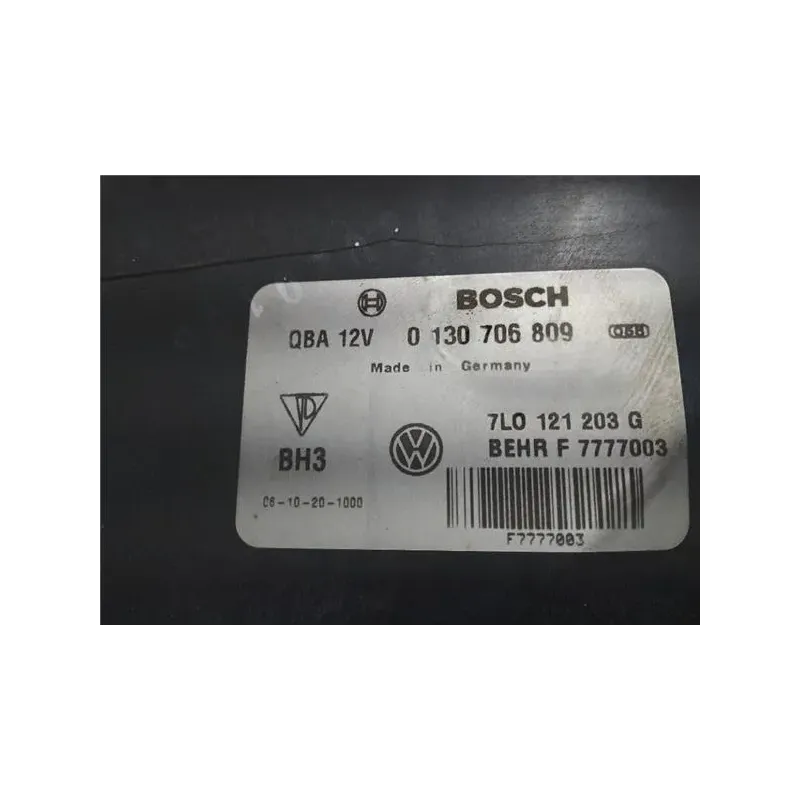 BOSCH
QBA 12V 0 130 706 809
Made in Germany
7L0 121 203 G
BH3
BEHR F 7777003
06-10-20-1000
F7777003